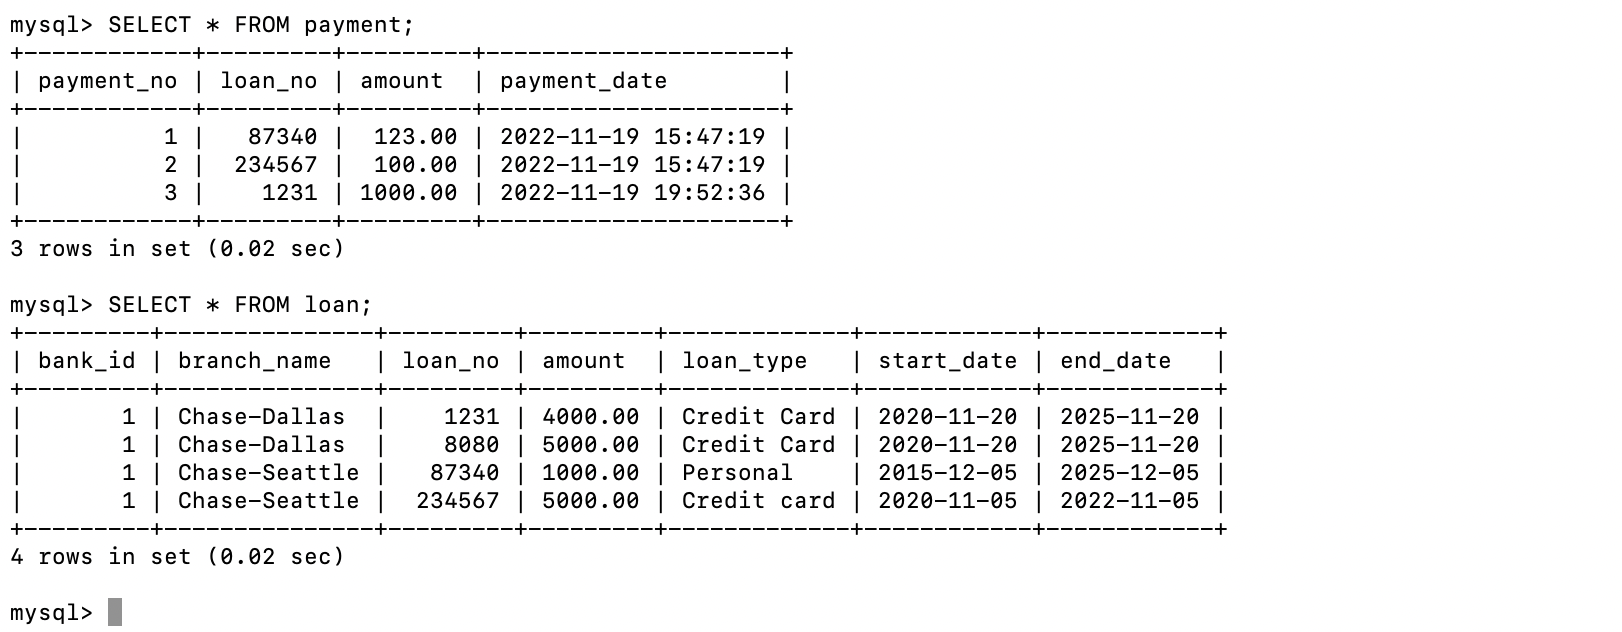 mysql> SELECT * FROM payment;
+------------+---------+---------+----------------------+
| payment_no | loan_no | amount  | payment_date        |
+------------+---------+---------+----------------------+
|          1 |   87340 |  123.00 | 2022-11-19 15:47:19 |
|          2 |  234567 |  100.00 | 2022-11-19 15:47:19 |
|          3 |    1231 | 1000.00 | 2022-11-19 19:52:36 |
+------------+---------+---------+----------------------+
3 rows in set (0.02 sec)

mysql> SELECT * FROM loan;
+---------+---------------+---------+---------+-------------+------------+------------+
| bank_id | branch_name   | loan_no | amount  | loan_type   | start_date | end_date   |
+---------+---------------+---------+---------+-------------+------------+------------+
|       1 | Chase-Dallas  |    1231 | 4000.00 | Credit Card | 2020-11-20 | 2025-11-20 |
|       1 | Chase-Dallas  |    8080 | 5000.00 | Credit Card | 2020-11-20 | 2025-11-20 |
|       1 | Chase-Seattle |   87340 | 1000.00 | Personal    | 2015-12-05 | 2025-12-05 |
|       1 | Chase-Seattle |  234567 | 5000.00 | Credit card | 2020-11-05 | 2022-11-05 |
+---------+---------------+---------+---------+-------------+------------+------------+
4 rows in set (0.02 sec)

mysql>